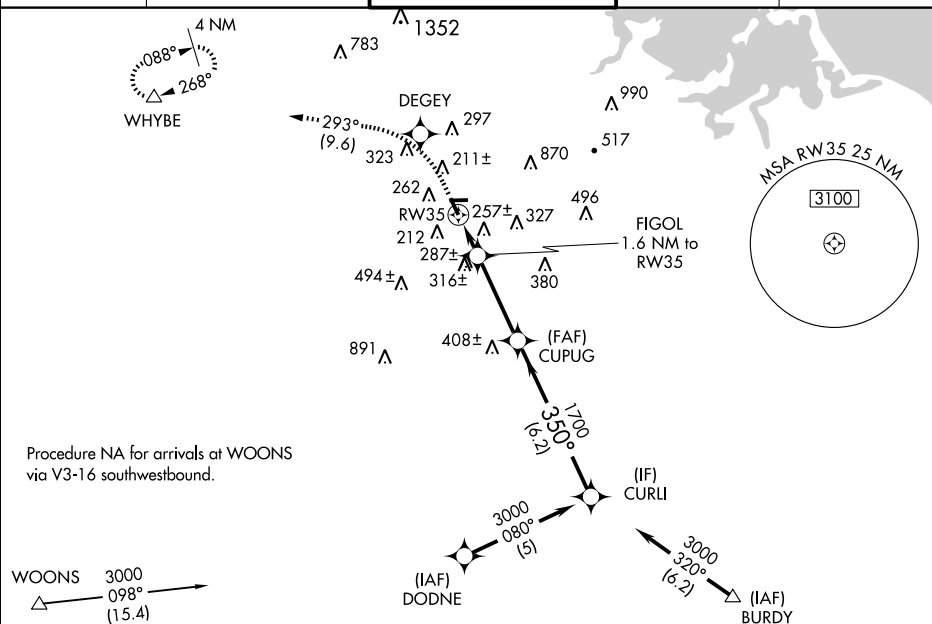 4 NM
088°
268°
WHYBE
1352
783
DEGEY
297
293°
(9.6)
323
211±
990
517
870
262
RW35
257±
327
496
212
287±
316±
380
494±
FIGOL
1.6 NM to
RW35
MSA RW35 25 NM
3100
408±
(FAF)
CUPUG
891
1700
350°
(6.2)
Procedure NA for arrivals at WOONS
via V3-16 southwestbound.
(IF)
CURLI
3000
080°
(5)
(IAF)
DODNE
3000
320°
(6.2)
(IAF)
BURDY
WOONS
3000
098°
(15.4)